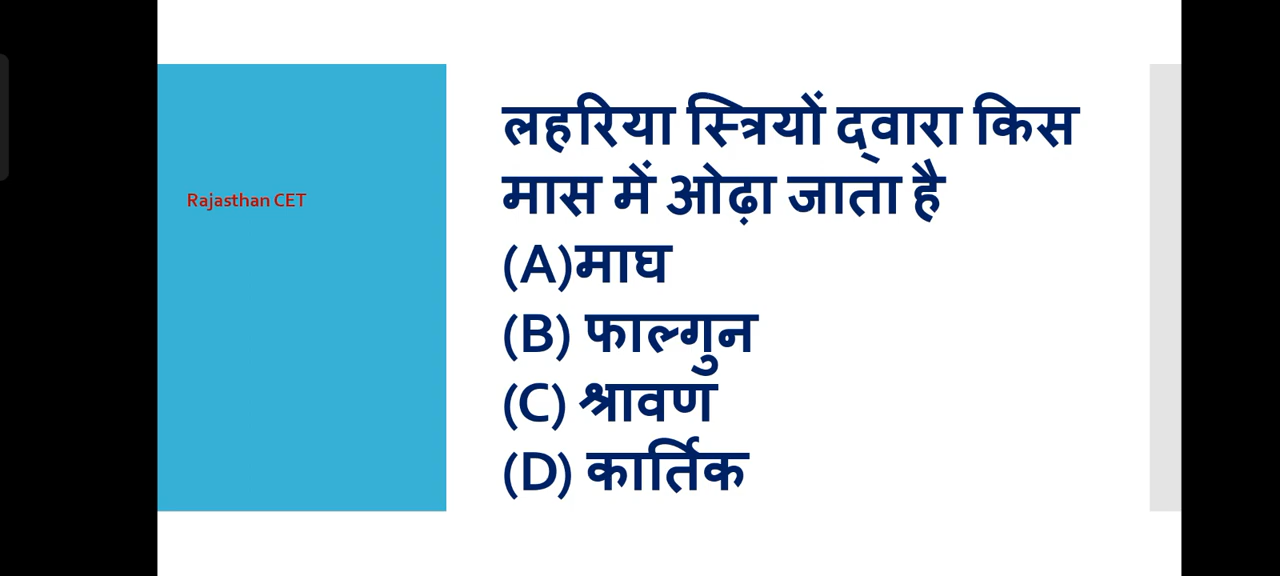 Rajasthan CET
लहरिया स्त्रियों द्वारा किस
मास में ओढ़ा जाता है
(A)माघ
(B) फाल्गुन
(C) श्रावण
(D) कार्तिक